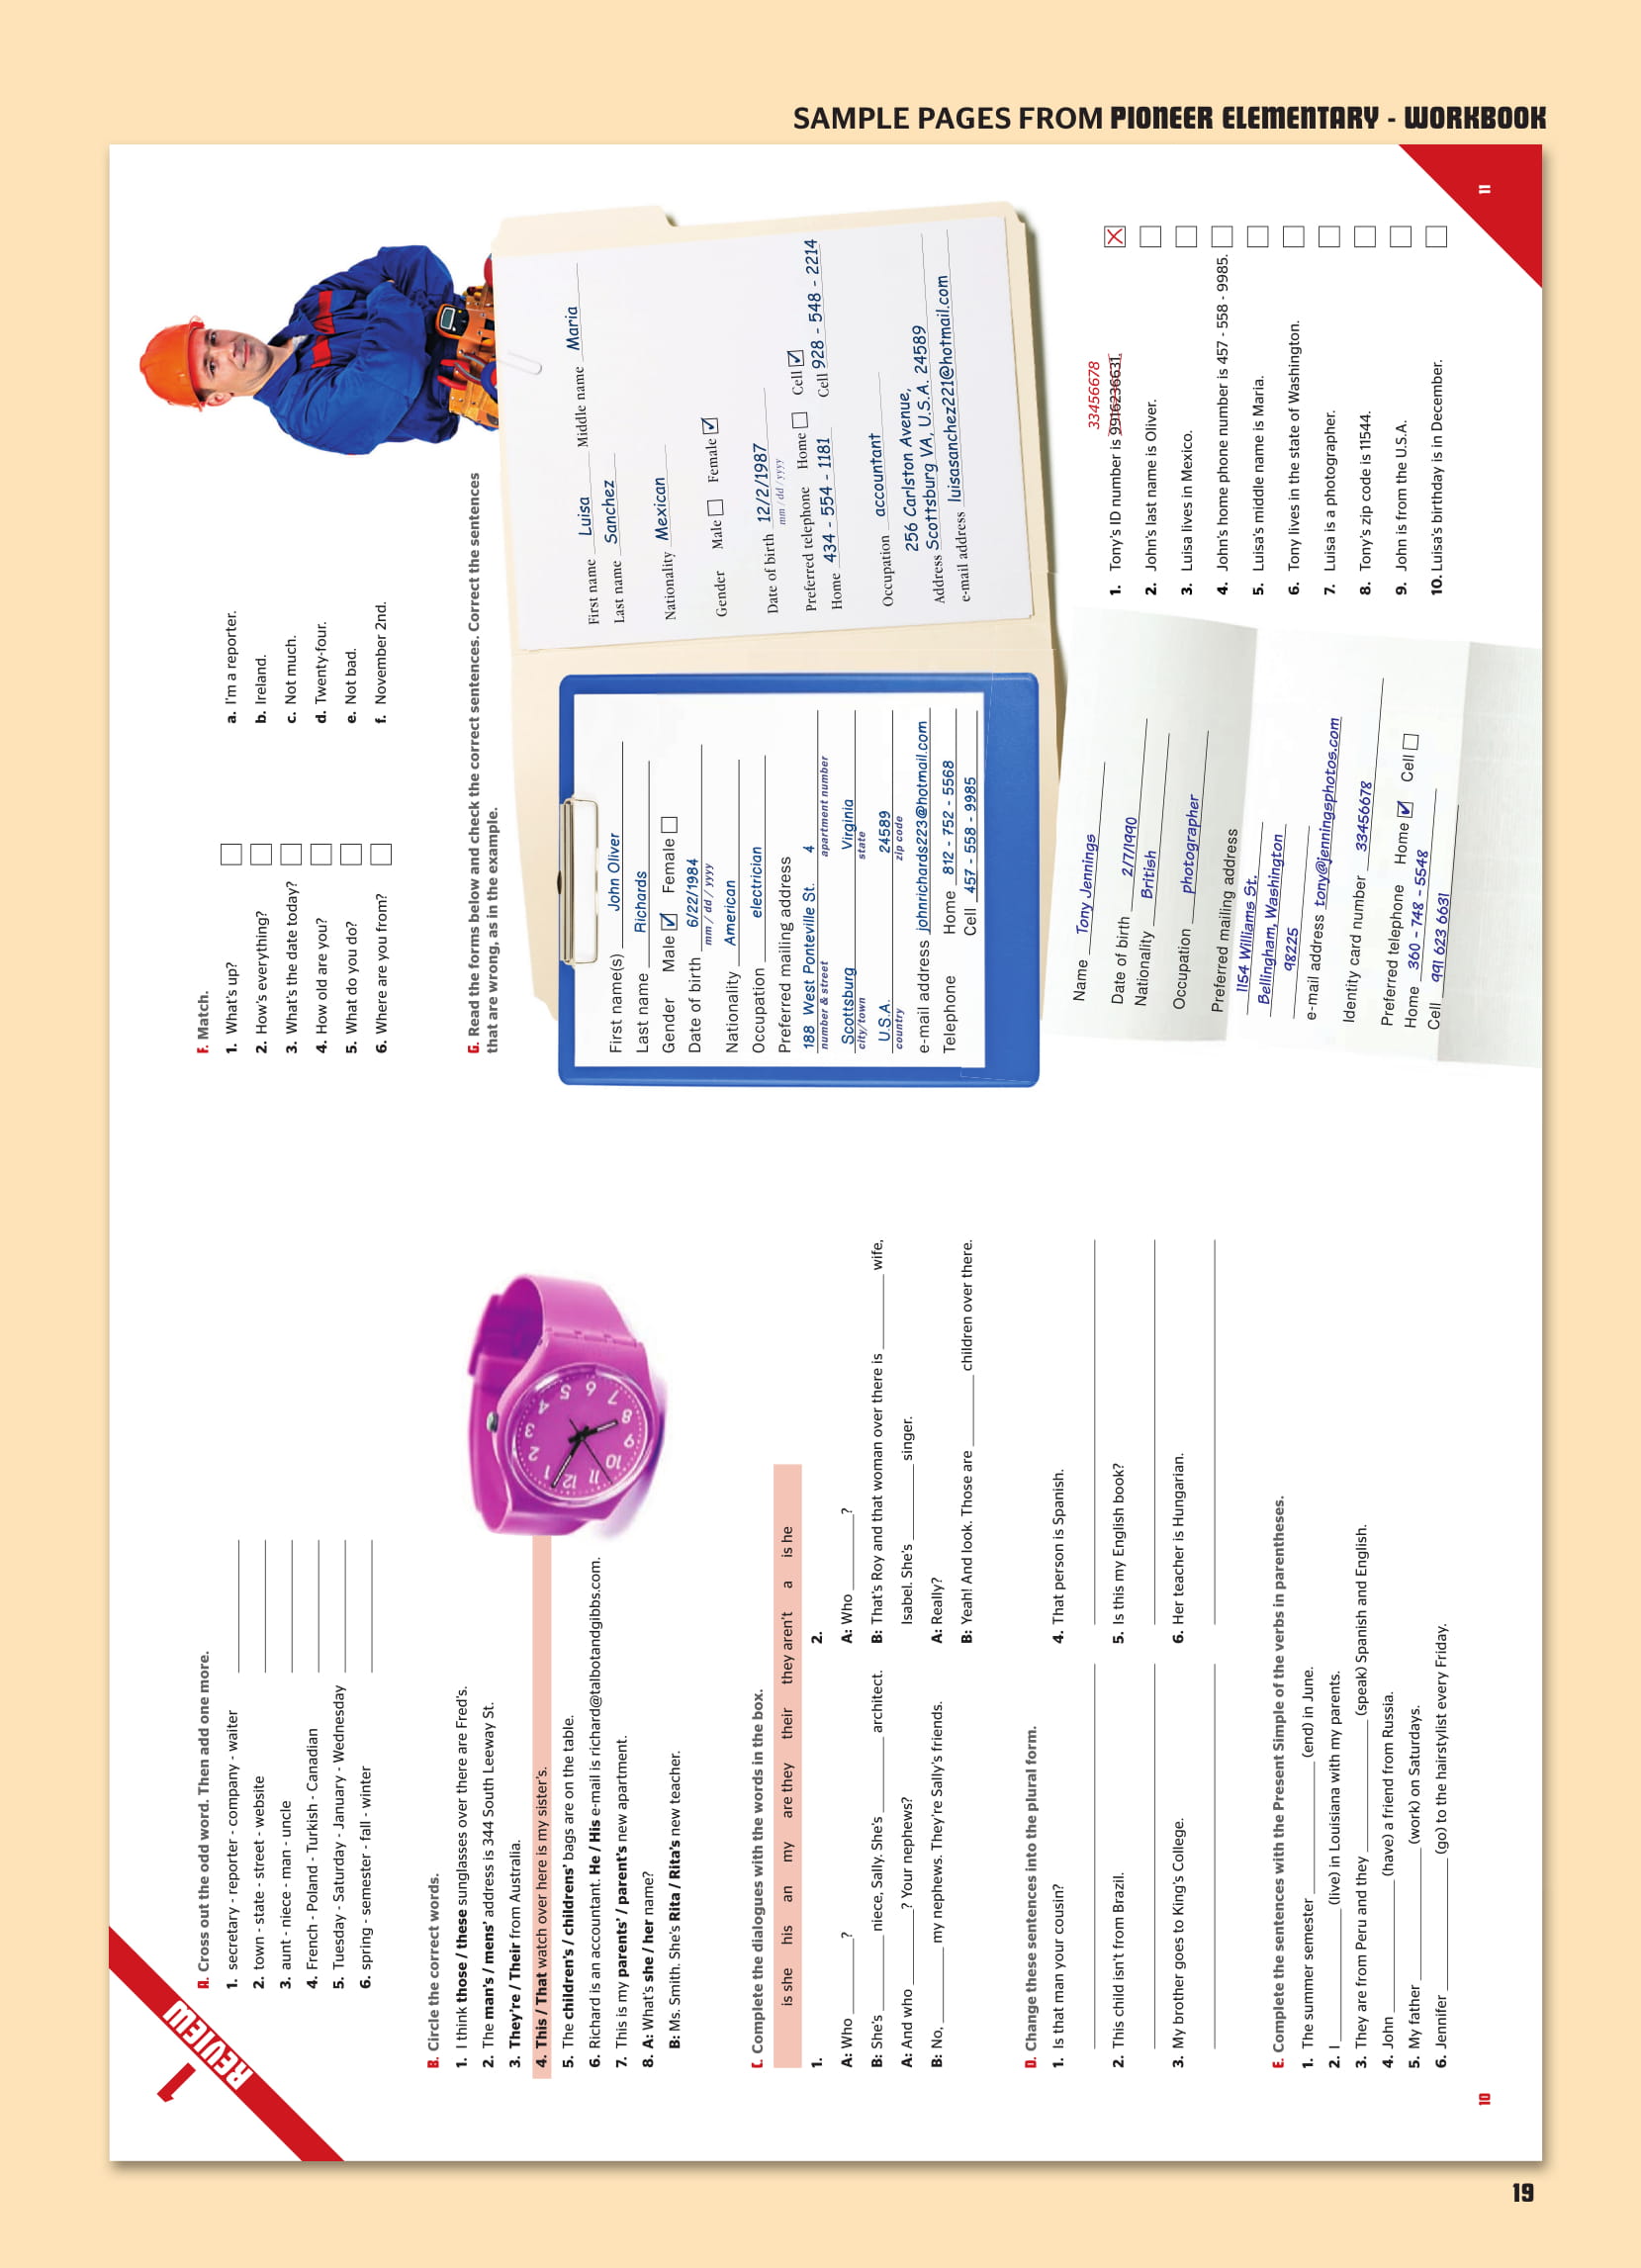 SAMPLE PAGES FROM PIONEER ELEMENTARY - WORKBOOK
1
REVIEW
A. Cross out the odd word. Then add one more.
1. secretary - reporter - company - waiter
2. town - state - street - website
3. aunt - niece - man - uncle
4. French - Poland - Turkish - Canadian
5. Tuesday - Saturday - January - Wednesday
6. spring - semester - fall - winter
B. Circle the correct words.
1. I think those / these sunglasses over there are Fred's.
2. The man's / mens' address is 344 South Leeway St.
3. They're / Their from Australia.
4. This / That watch over here is my sister's.
5. The children's / childrens' bags are on the table.
6. Richard is an accountant. He / His e-mail is richard@talbotandgibbs.com.
7. This is my parents' / parent's new apartment.
8. A: What's she / her name?
B: Ms. Smith. She's Rita / Rita's new teacher.
12
1
2
3
4
5
6
7
8
9
10
11
C. Complete the dialogues with the words in the box.
is she his an my are they their they aren't a is he
1.
A: Who ?
B: She's niece, Sally. She's architect.
A: And who ? Your nephews?
B: No, my nephews. They're Sally's friends.
2.
A: Who ?
B: That's Roy and that woman over there is wife,
Isabel. She's singer.
A: Really?
B: Yeah! And look. Those are children over there.
D. Change these sentences into the plural form.
1. Is that man your cousin?
2. This child isn't from Brazil.
3. My brother goes to King's College.
4. That person is Spanish.
5. Is this my English book?
6. Her teacher is Hungarian.
E. Complete the sentences with the Present Simple of the verbs in parentheses.
1. The summer semester (end) in June.
2. I (live) in Louisiana with my parents.
3. They are from Peru and they (speak) Spanish and English.
4. John (have) a friend from Russia.
5. My father (work) on Saturdays.
6. Jennifer (go) to the hairstylist every Friday.
10
F. Match.
1. What's up?
2. How's everything?
3. What's the date today?
4. How old are you?
5. What do you do?
6. Where are you from?
a. I'm a reporter.
b. Ireland.
c. Not much.
d. Twenty-four.
e. Not bad.
f. November 2nd.
G. Read the forms below and check the correct sentences. Correct the sentences
that are wrong, as in the example.
First name(s) John Oliver
Last name Richards
Gender Male Female
Date of birth 6/22/1984
mm / dd / yyyy
Nationality American
Occupation electrician
Preferred mailing address
188 West Ponteville St. 4
number & street apartment number
Scottsburg Virginia
city/town state
U.S.A. 24589
country zip code
e-mail address johnrichards223@hotmail.com
Telephone Home 812 - 752 - 5568
Cell 457 - 558 - 9985
First name Luisa Middle name Maria
Last name Sanchez
Nationality Mexican
Gender Male Female
Date of birth 12/2/1987
mm / dd / yyyy
Preferred telephone Home Cell
Home 434 - 554 - 1181 Cell 928 - 548 - 2214
Occupation accountant
256 Carlston Avenue,
Address Scottsburg VA, U.S.A. 24589
e-mail address luisasanchez221@hotmail.com
Name Tony Jennings
Date of birth 2/7/1990
Nationality British
Occupation photographer
Preferred mailing address
1154 Williams St.
Bellingham, Washington
98225
e-mail address tony@jenningsphotos.com
Identity card number 33456678
Preferred telephone Home Cell
Home 360 - 748 - 5548
Cell 991 623 6631
33456678
1. Tony's ID number is 9916236631.
2. John's last name is Oliver.
3. Luisa lives in Mexico.
4. John's home phone number is 457 - 558 - 9985.
5. Luisa's middle name is Maria.
6. Tony lives in the state of Washington.
7. Luisa is a photographer.
8. Tony's zip code is 11544.
9. John is from the U.S.A.
10. Luisa's birthday is in December.
11
19